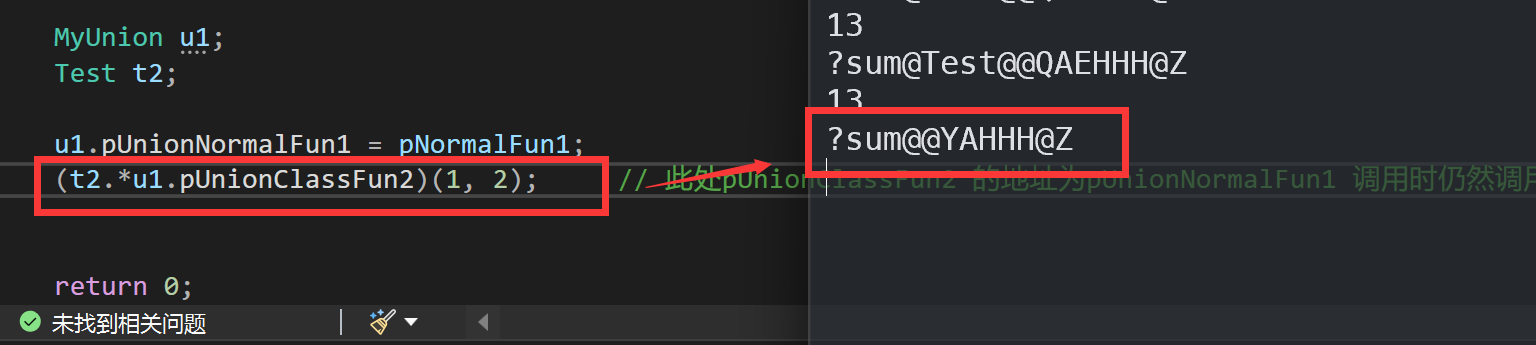 MyUnion u1;
Test t2;
u1.pUnionNormalFun1 = pNormalFun1;
(t2.*u1.pUnionClassFun2)(1, 2); // 此处pUnionClassFun2 的地址为pUnionNormalFun1 调用时仍然调用
return 0;
未找到相关问题
13
?sum@Test@@QAEHHH@Z
13
?sum@@YAHHH@Z